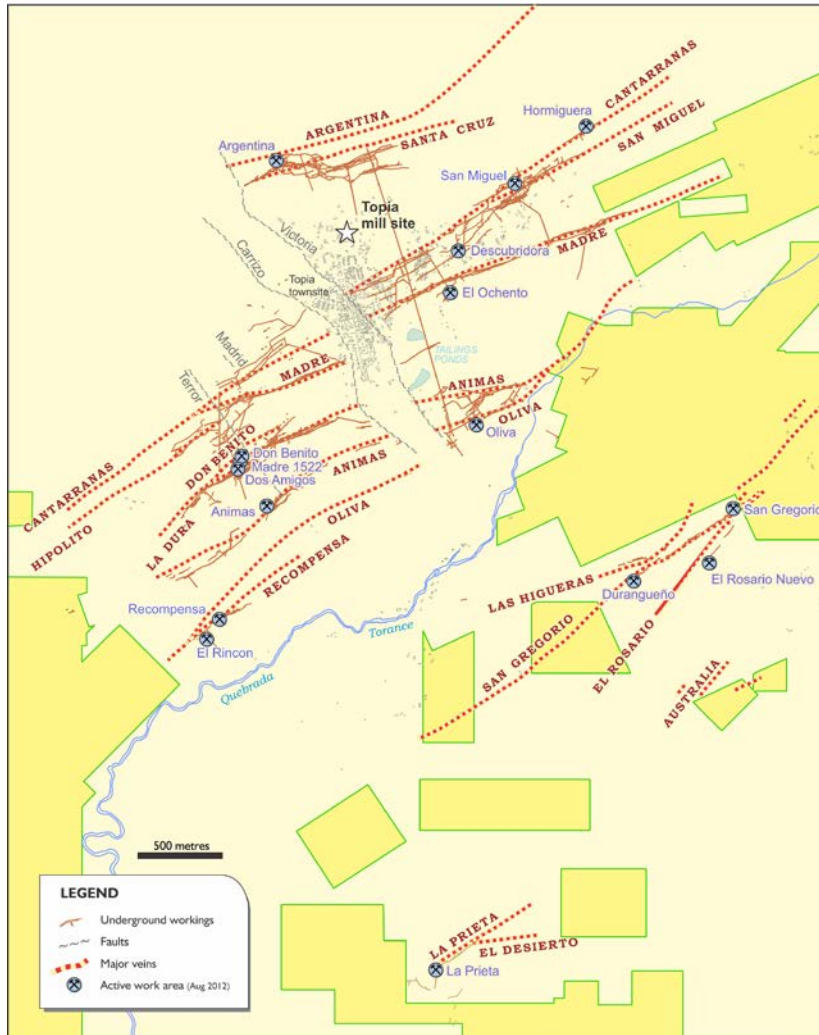 CANTARRANAS
Hormiguera
ARGENTINA
SANTA CRUZ
SAN MIGUEL
Argentina
San Miguel
Topia
mill site
Victoria
MADRE
Descubridora
Carrizo
Topia
townsite
El Ochento
TAILINGS
PONDS
Madrid
Terror
MADRE
ANIMAS
OLIVA
Oliva
DON BENITO
Don Benito
Madre 1522
Dos Amigos
ANIMAS
CANTARRANAS
HIPOLITO
LA DURA
Animas
OLIVA
San Gregorio
RECOMPENSA
LAS HIGUERAS
Durangueño
El Rosario Nuevo
Recompensa
El Rincon
Quebrada
Torance
SAN GREGORIO
EL ROSARIO
AUSTRALIA
500 metres
LEGEND
Underground workings
Faults
Major veins
Active work area (Aug 2012)
LA PRIETA
EL DESIERTO
La Prieta